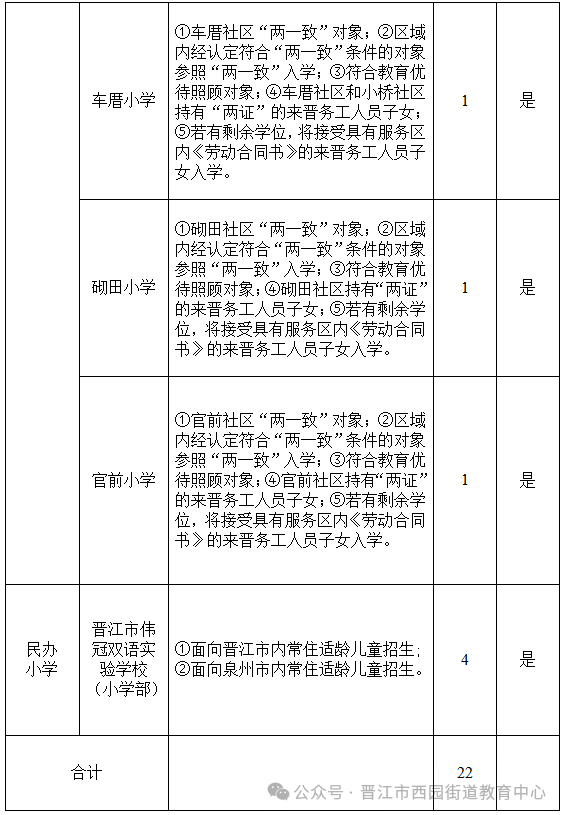 车厝小学
①车厝社区“两一致”对象；②区域
内经认定符合“两一致”条件的对象
参照“两一致”入学；③符合教育优
待照顾对象；④车厝社区和小桥社区
持有“两证”的来晋务工人员子女；
⑤若有剩余学位，将接受具有服务区
内《劳动合同书》的来晋务工人员子
女入学。
1
是
砌田小学
①砌田社区“两一致”对象；②区域
内经认定符合“两一致”条件的对象
参照“两一致”入学；③符合教育优
待照顾对象；④砌田社区持有“两证”
的来晋务工人员子女；⑤若有剩余学
位，将接受具有服务区内《劳动合同
书》的来晋务工人员子女入学。
1
是
官前小学
①官前社区“两一致”对象；②区域
内经认定符合“两一致”条件的对象
参照“两一致”入学；③符合教育优
待照顾对象；④官前社区持有“两证”
的来晋务工人员子女；⑤若有剩余学
位，将接受具有服务区内《劳动合同
书》的来晋务工人员子女入学。
1
是
民办
小学
晋江市伟
冠双语实
验学校
（小学部）
①面向晋江市内常住适龄儿童招生；
②面向泉州市内常住适龄儿童招生。
4
是
合计
22
公众号·晋江市西园街道教育中心